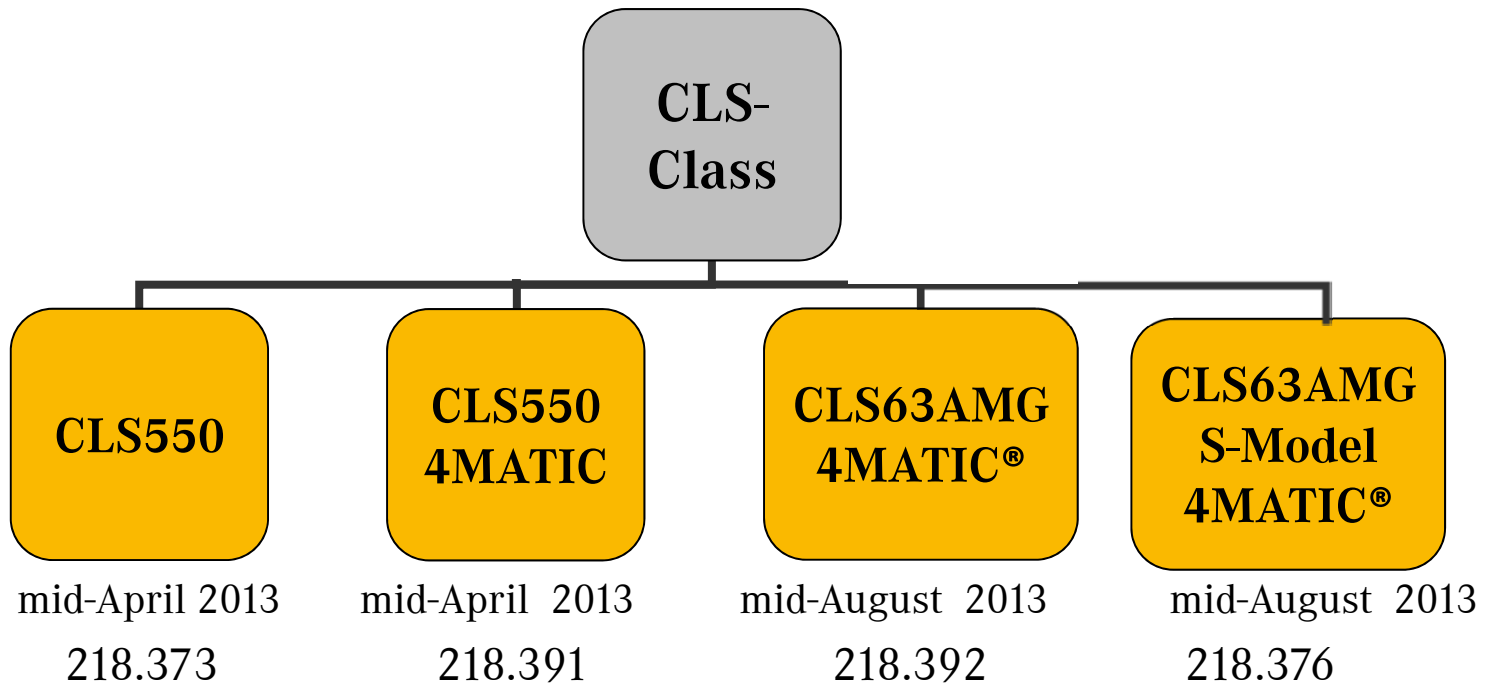 CLS-
Class
CLS550
CLS550
4MATIC
CLS63AMG
4MATIC®
CLS63AMG
S-Model
4MATIC®
mid-April 2013
mid-April 2013
mid-August 2013
mid-August 2013
218.373
218.391
218.392
218.376